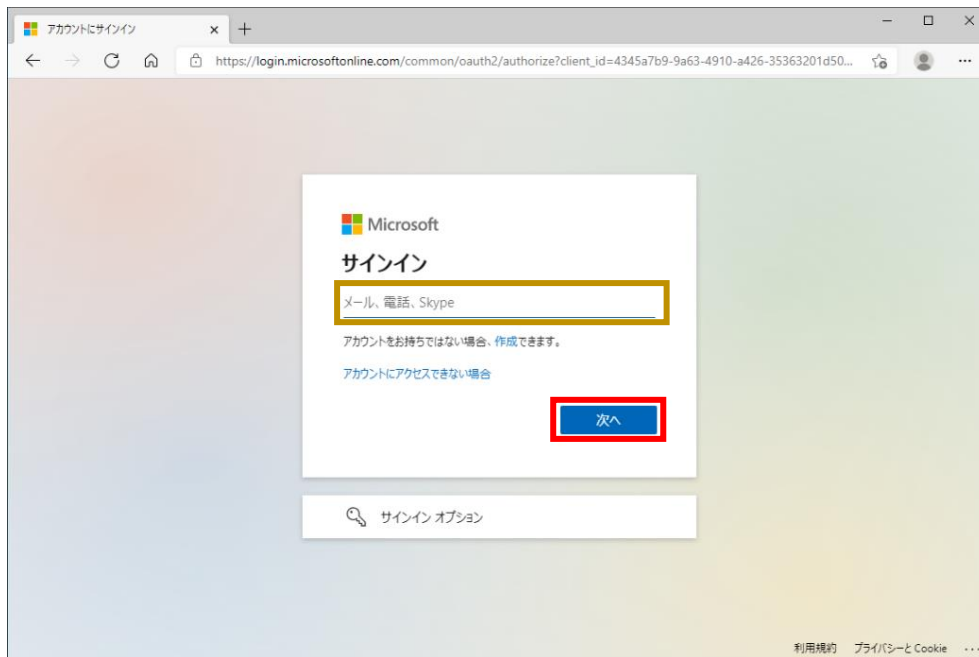 アカウントにサインイン
https://login.microsoftonline.com/common/oauth2/authorize?client_id=4345a7b9-9a63-4910-a426-35363201d50...
Microsoft
サインイン
メール、電話、Skype
アカウントをお持ちではない場合、作成できます。
アカウントにアクセスできない場合
次へ
サインイン オプション
利用規約 プライバシーと Cookie ...